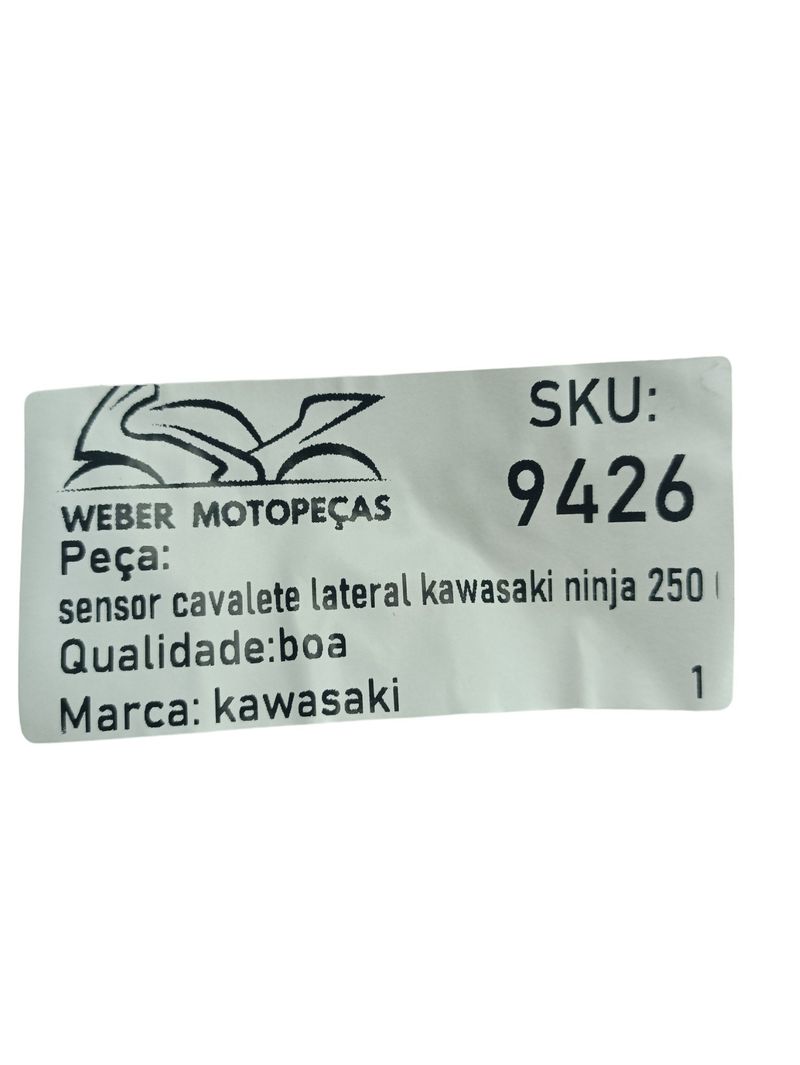 WEBER MOTOPEÇAS
SKU:
9426
Peça:
sensor cavalete lateral kawasaki ninja 250
Qualidade:boa
Marca: kawasaki
1